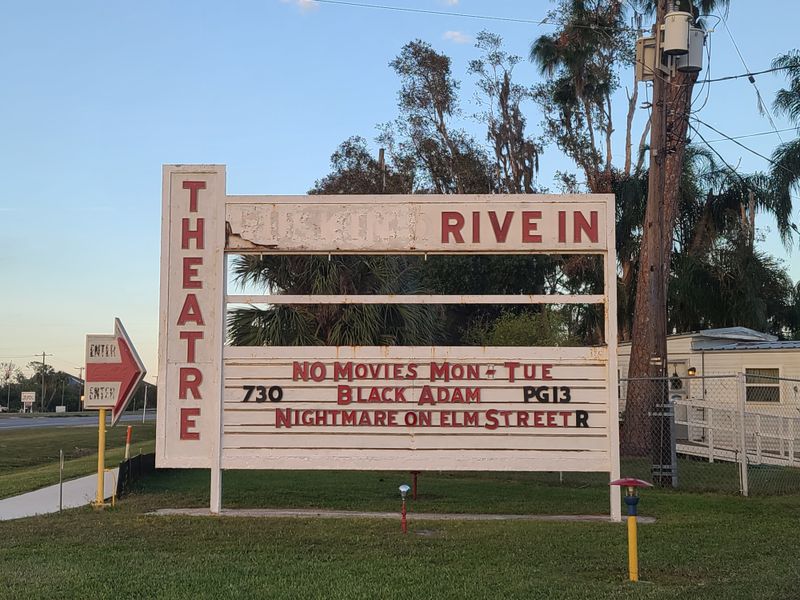 THEATRE
RIVE IN
NO MOVIES MON - TUE
730 BLACK ADAM PG13
NIGHTMARE ON ELM STREET R
ENTER
ENTER